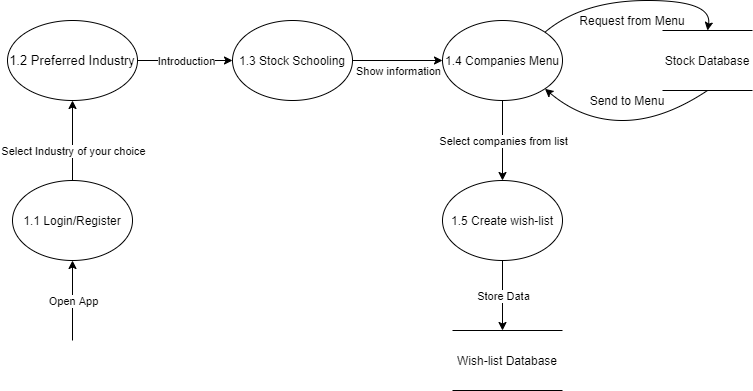 Request from Menu
1.2 Preferred Industry
Introduction
1.3 Stock Schooling
Show information
1.4 Companies Menu
Stock Database
Send to Menu
Select Industry of your choice
Select companies from list
1.1 Login/Register
1.5 Create wish-list
Open App
Store Data
Wish-list Database